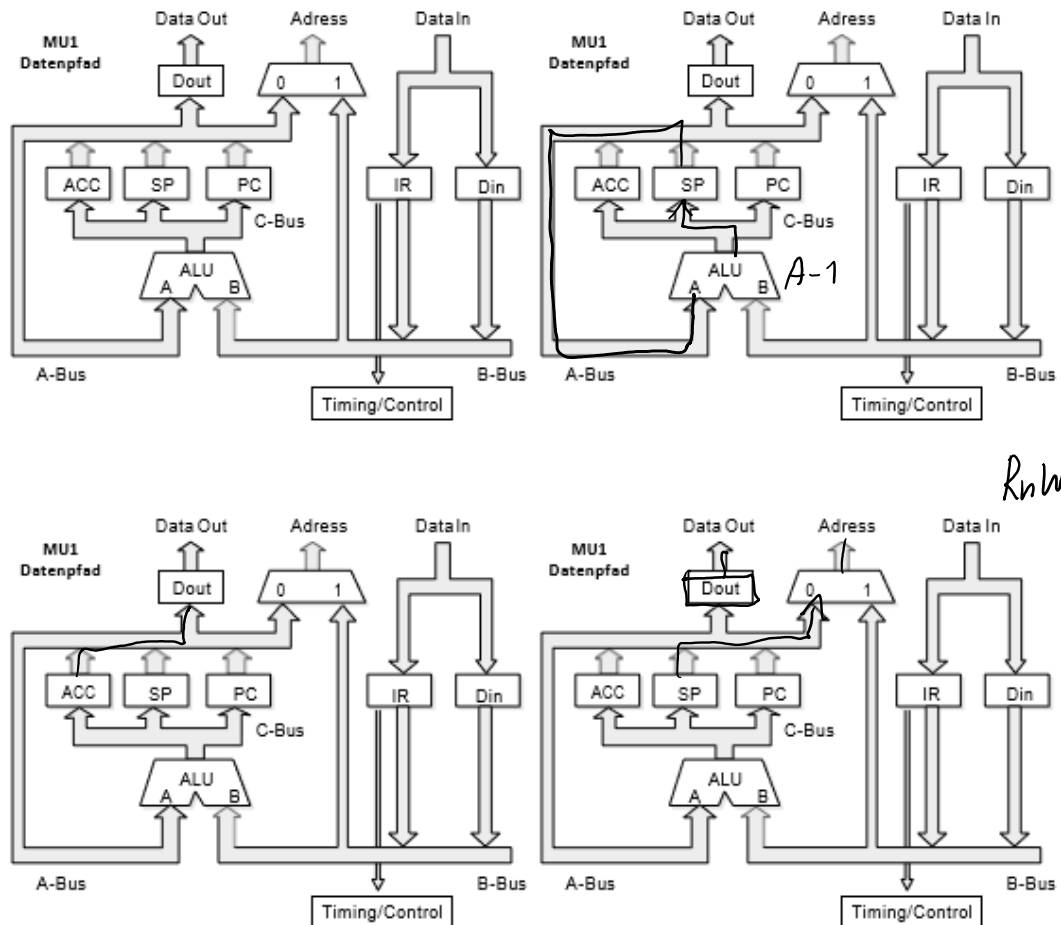 Data Out Adress Data In
MU1
Datenpfad
Dout
0 1
ACC SP PC IR Din
C-Bus
ALU
A B
A-Bus B-Bus
Timing/Control
Data Out Adress Data In
MU1
Datenpfad
Dout
0 1
ACC SP PC IR Din
C-Bus
ALU
A B
A-1
A-Bus B-Bus
Timing/Control
Data Out Adress Data In
MU1
Datenpfad
Dout
0 1
ACC SP PC IR Din
C-Bus
ALU
A B
A-Bus B-Bus
Timing/Control
Data Out Adress Data In
MU1
Datenpfad
Dout
0 1
ACC SP PC IR Din
C-Bus
ALU
A B
A-Bus B-Bus
Timing/Control